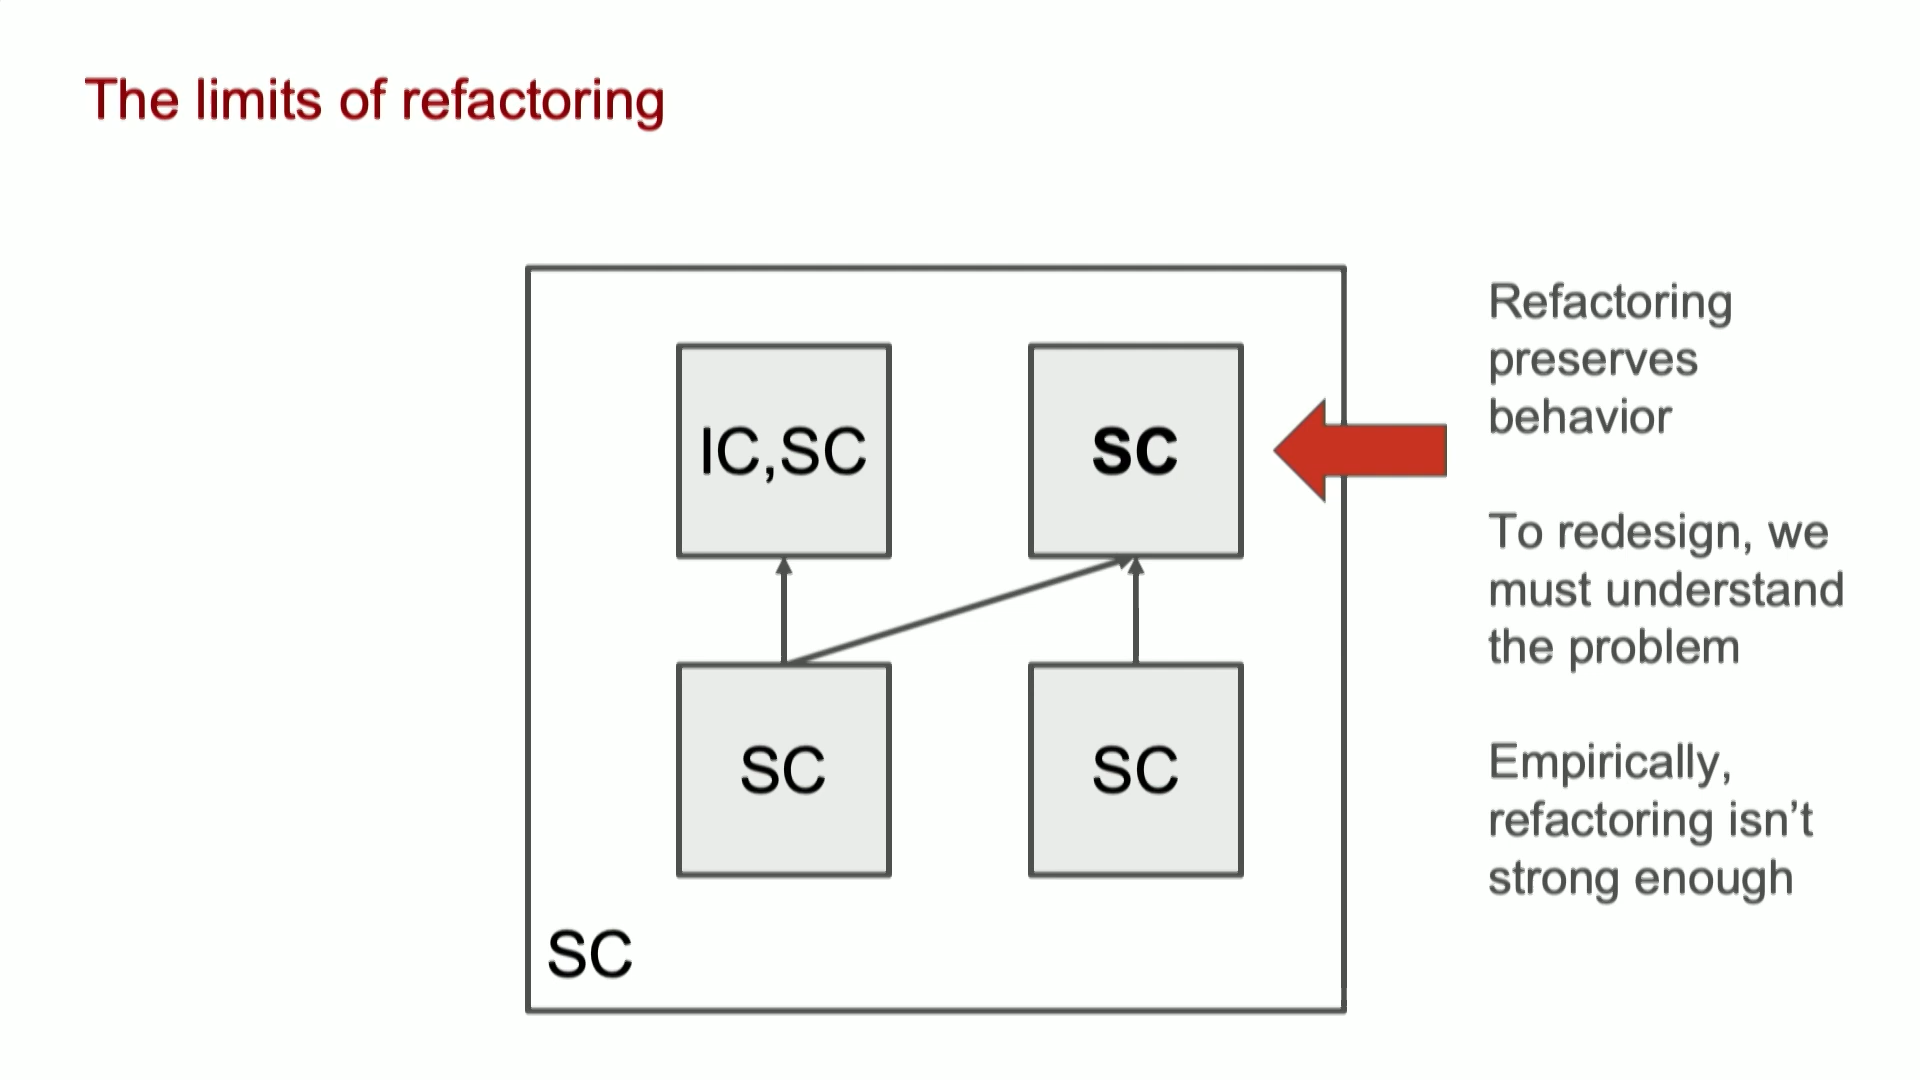 The limits of refactoring
IC,SC
SC
SC
SC
SC
Refactoring
preserves
behavior
To redesign, we
must understand
the problem
Empirically,
refactoring isn’t
strong enough